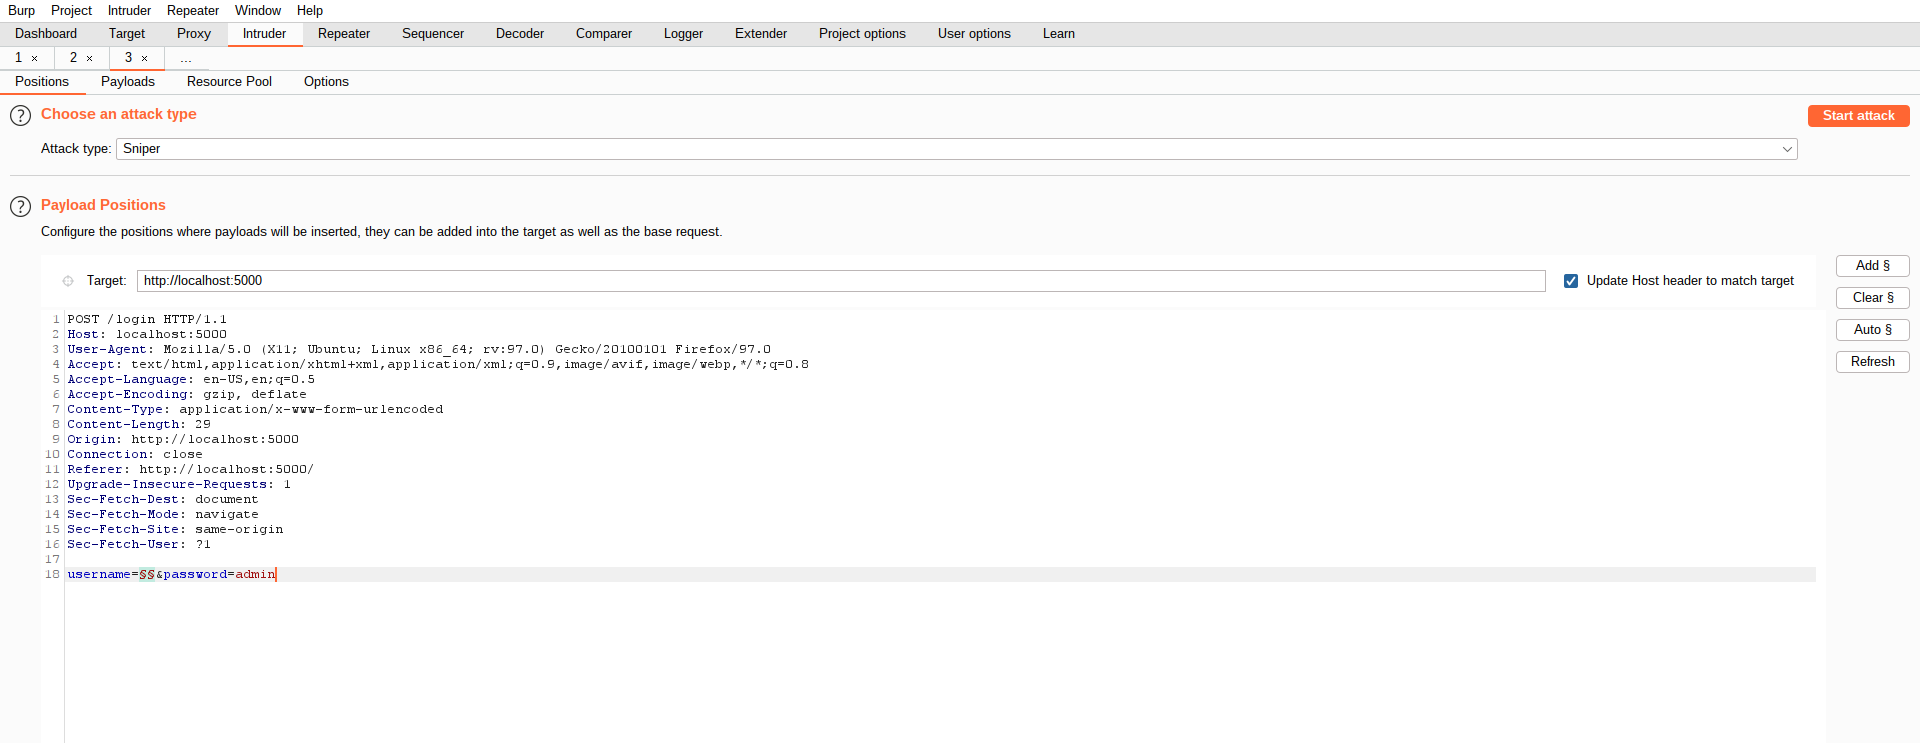 Burp Project Intruder Repeater Window Help
Dashboard Target Proxy Intruder Repeater Sequencer Decoder Comparer Logger Extender Project options User options Learn
1 × 2 × 3 × ...
Positions Payloads Resource Pool Options
? Choose an attack type Start attack
Attack type: Sniper
? Payload Positions
Configure the positions where payloads will be inserted, they can be added into the target as well as the base request.
Add §
Target: http://localhost:5000 Update Host header to match target
Clear §
Auto §
Refresh
1 POST /login HTTP/1.1
2 Host: localhost:5000
3 User-Agent: Mozilla/5.0 (X11; Ubuntu; Linux x86_64; rv:97.0) Gecko/20100101 Firefox/97.0
4 Accept: text/html,application/xhtml+xml,application/xml;q=0.9,image/avif,image/webp,*/*;q=0.8
5 Accept-Language: en-US,en;q=0.5
6 Accept-Encoding: gzip, deflate
7 Content-Type: application/x-www-form-urlencoded
8 Content-Length: 29
9 Origin: http://localhost:5000
10 Connection: close
11 Referer: http://localhost:5000/
12 Upgrade-Insecure-Requests: 1
13 Sec-Fetch-Dest: document
14 Sec-Fetch-Mode: navigate
15 Sec-Fetch-Site: same-origin
16 Sec-Fetch-User: ?1
17
18 username=§§&password=admin